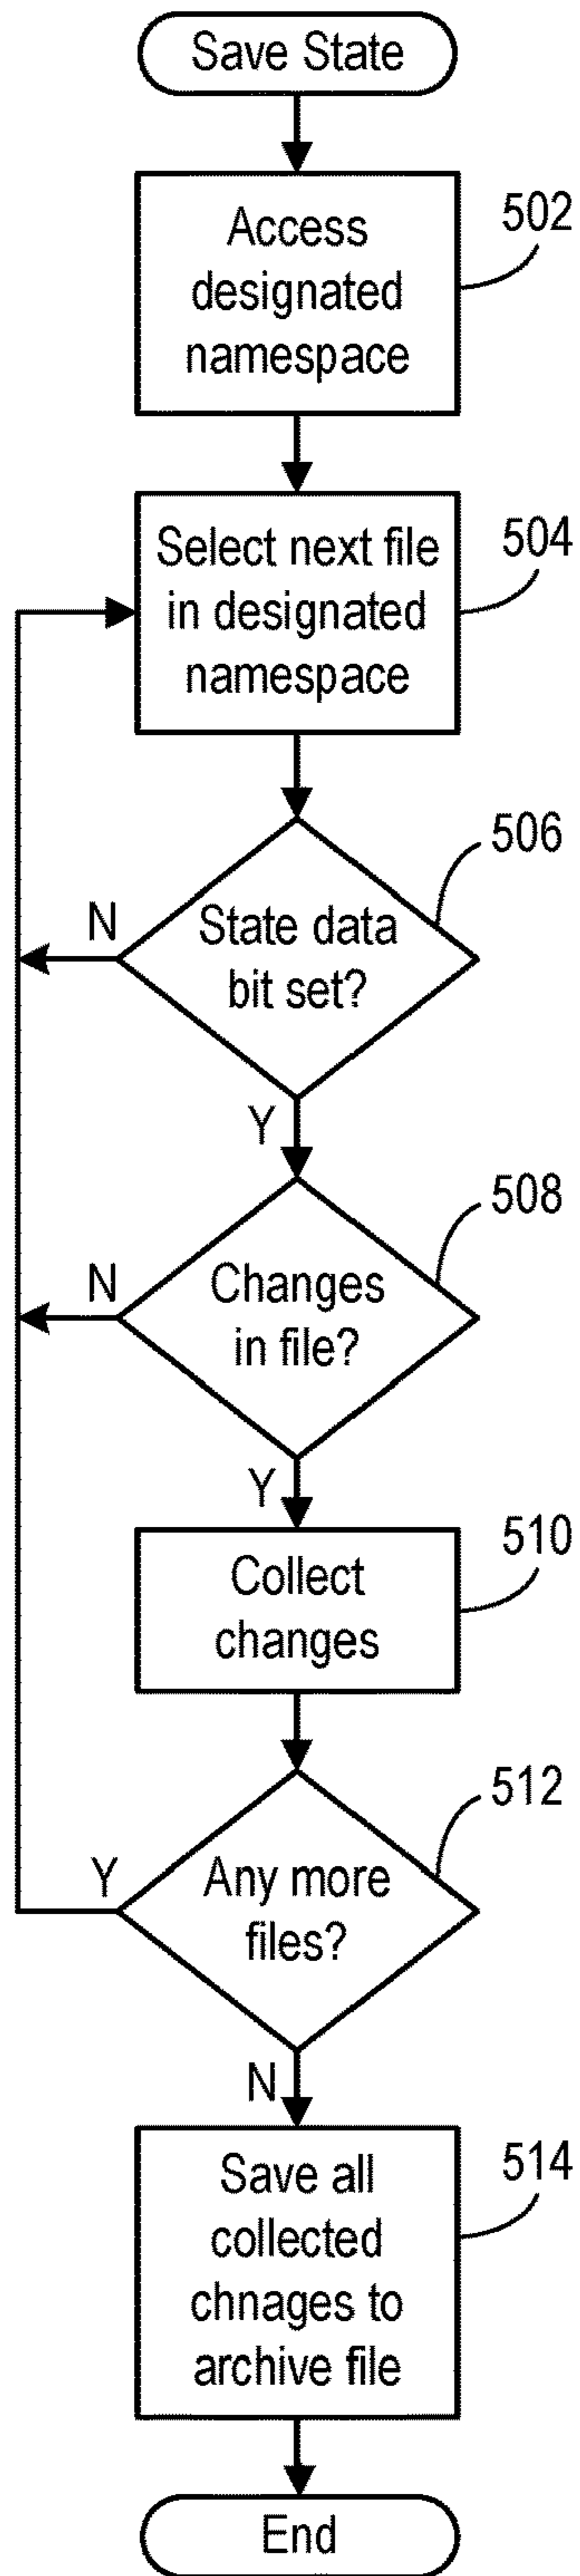 Save State
Access
designated
namespace
502
Select next file
in designated
namespace
504
506
N
State data
bit set?
Y
508
N
Changes
in file?
Y
510
Collect
changes
512
Y
Any more
files?
N
514
Save all
collected
chnages to
archive file
End